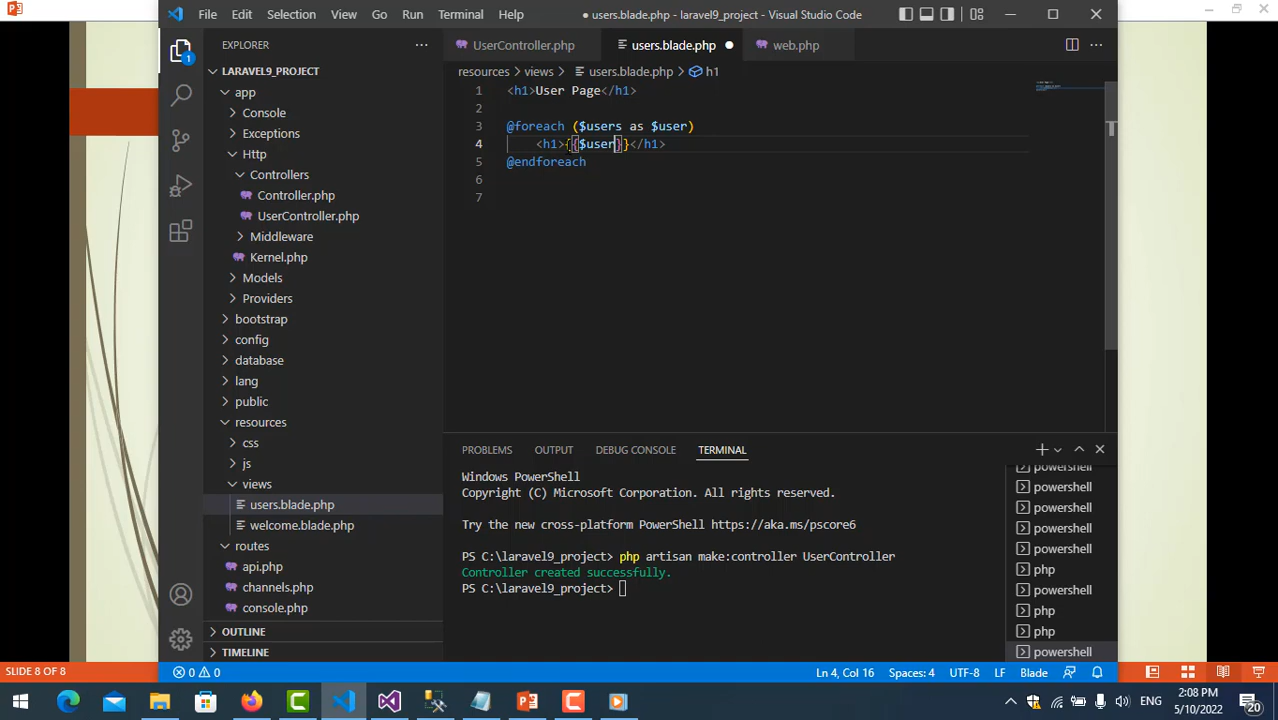 File Edit Selection View Go Run Terminal Help
● users.blade.php - laravel9_project - Visual Studio Code
EXPLORER
UserController.php
users.blade.php
web.php
LARAVEL9_PROJECT
resources > views > users.blade.php > h1
app
Console
Exceptions
Http
Controllers
Controller.php
UserController.php
Middleware
Kernel.php
Models
Providers
bootstrap
config
database
lang
public
resources
css
js
views
users.blade.php
welcome.blade.php
routes
api.php
channels.php
console.php
OUTLINE
TIMELINE
1 <h1>User Page</h1>
2
3 @foreach ($users as $user)
4 <h1>{{$user}}</h1>
5 @endforeach
6
7
PROBLEMS OUTPUT DEBUG CONSOLE TERMINAL
Windows PowerShell
Copyright (C) Microsoft Corporation. All rights reserved.
Try the new cross-platform PowerShell https://aka.ms/pscore6
PS C:\laravel9_project> php artisan make:controller UserController
Controller created successfully.
PS C:\laravel9_project>
powershell
powershell
powershell
powershell
powershell
php
powershell
php
php
powershell
1
SLIDE 8 OF 8
0 0
Ln 4, Col 16 Spaces: 4 UTF-8 LF Blade
ENG
2:08 PM
5/10/2022
20